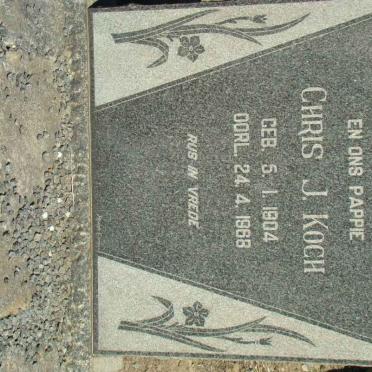 EN ONS PAPPIE
CHRIS J. KOCH
GEB. 5. 1. 1904
OORL. 24. 4. 1968
RUS IN VREDE.